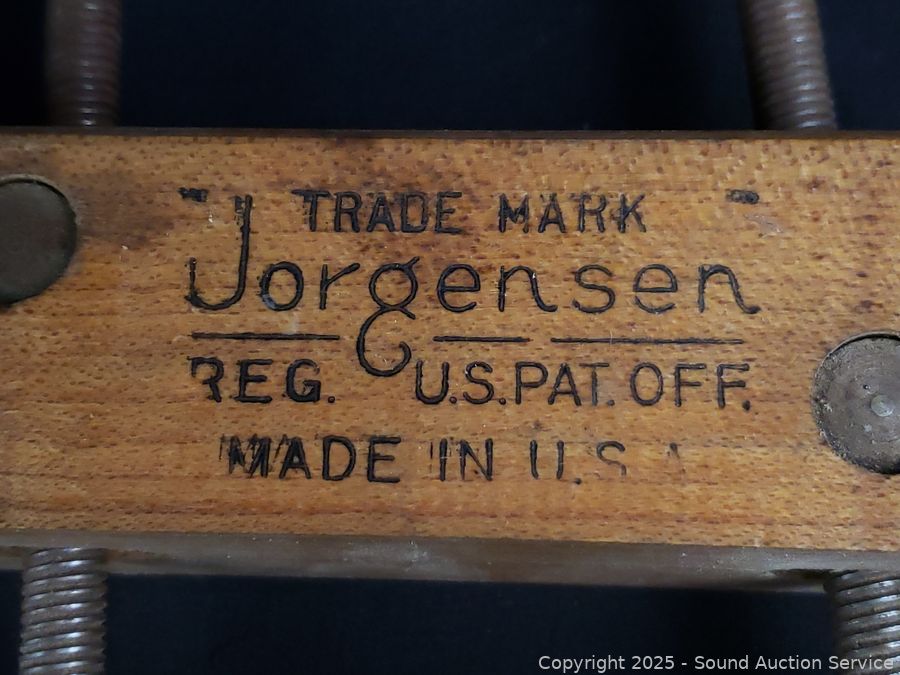 TRADE MARK
"Jorgensen"
REG. U.S. PAT. OFF.
MADE IN U.S.A
Copyright 2025 - Sound Auction Service